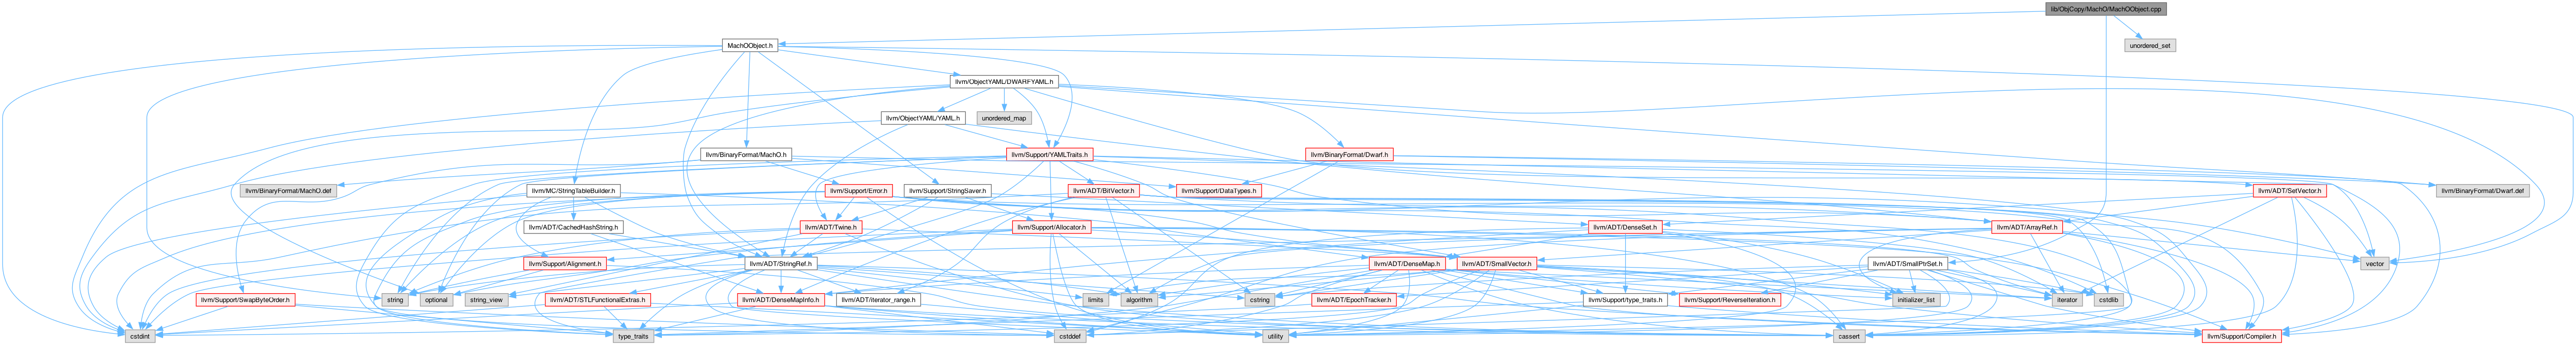 lib/ObjCopy/MachO/MachOObject.cpp
MachOObject.h
unordered_set
llvm/ObjectYAML/DWARFYAML.h
llvm/ObjectYAML/YAML.h
unordered_map
llvm/BinaryFormat/MachO.h
llvm/Support/YAMLTraits.h
llvm/BinaryFormat/Dwarf.h
llvm/BinaryFormat/MachO.def
llvm/MC/StringTableBuilder.h
llvm/Support/Error.h
llvm/Support/StringSaver.h
llvm/ADT/BitVector.h
llvm/Support/DataTypes.h
llvm/ADT/SetVector.h
llvm/BinaryFormat/Dwarf.def
llvm/ADT/CachedHashString.h
llvm/ADT/Twine.h
llvm/Support/Allocator.h
llvm/ADT/DenseSet.h
llvm/ADT/ArrayRef.h
llvm/Support/Alignment.h
llvm/ADT/StringRef.h
llvm/ADT/DenseMap.h
llvm/ADT/SmallVector.h
llvm/ADT/SmallPtrSet.h
vector
llvm/Support/SwapByteOrder.h
string
optional
string_view
llvm/ADT/STLFunctionalExtras.h
llvm/ADT/DenseMapInfo.h
llvm/ADT/iterator_range.h
limits
algorithm
cstring
llvm/ADT/EpochTracker.h
llvm/Support/type_traits.h
llvm/Support/ReverseIteration.h
initializer_list
iterator
cstdlib
cstdint
type_traits
cstddef
utility
cassert
llvm/Support/Compiler.h